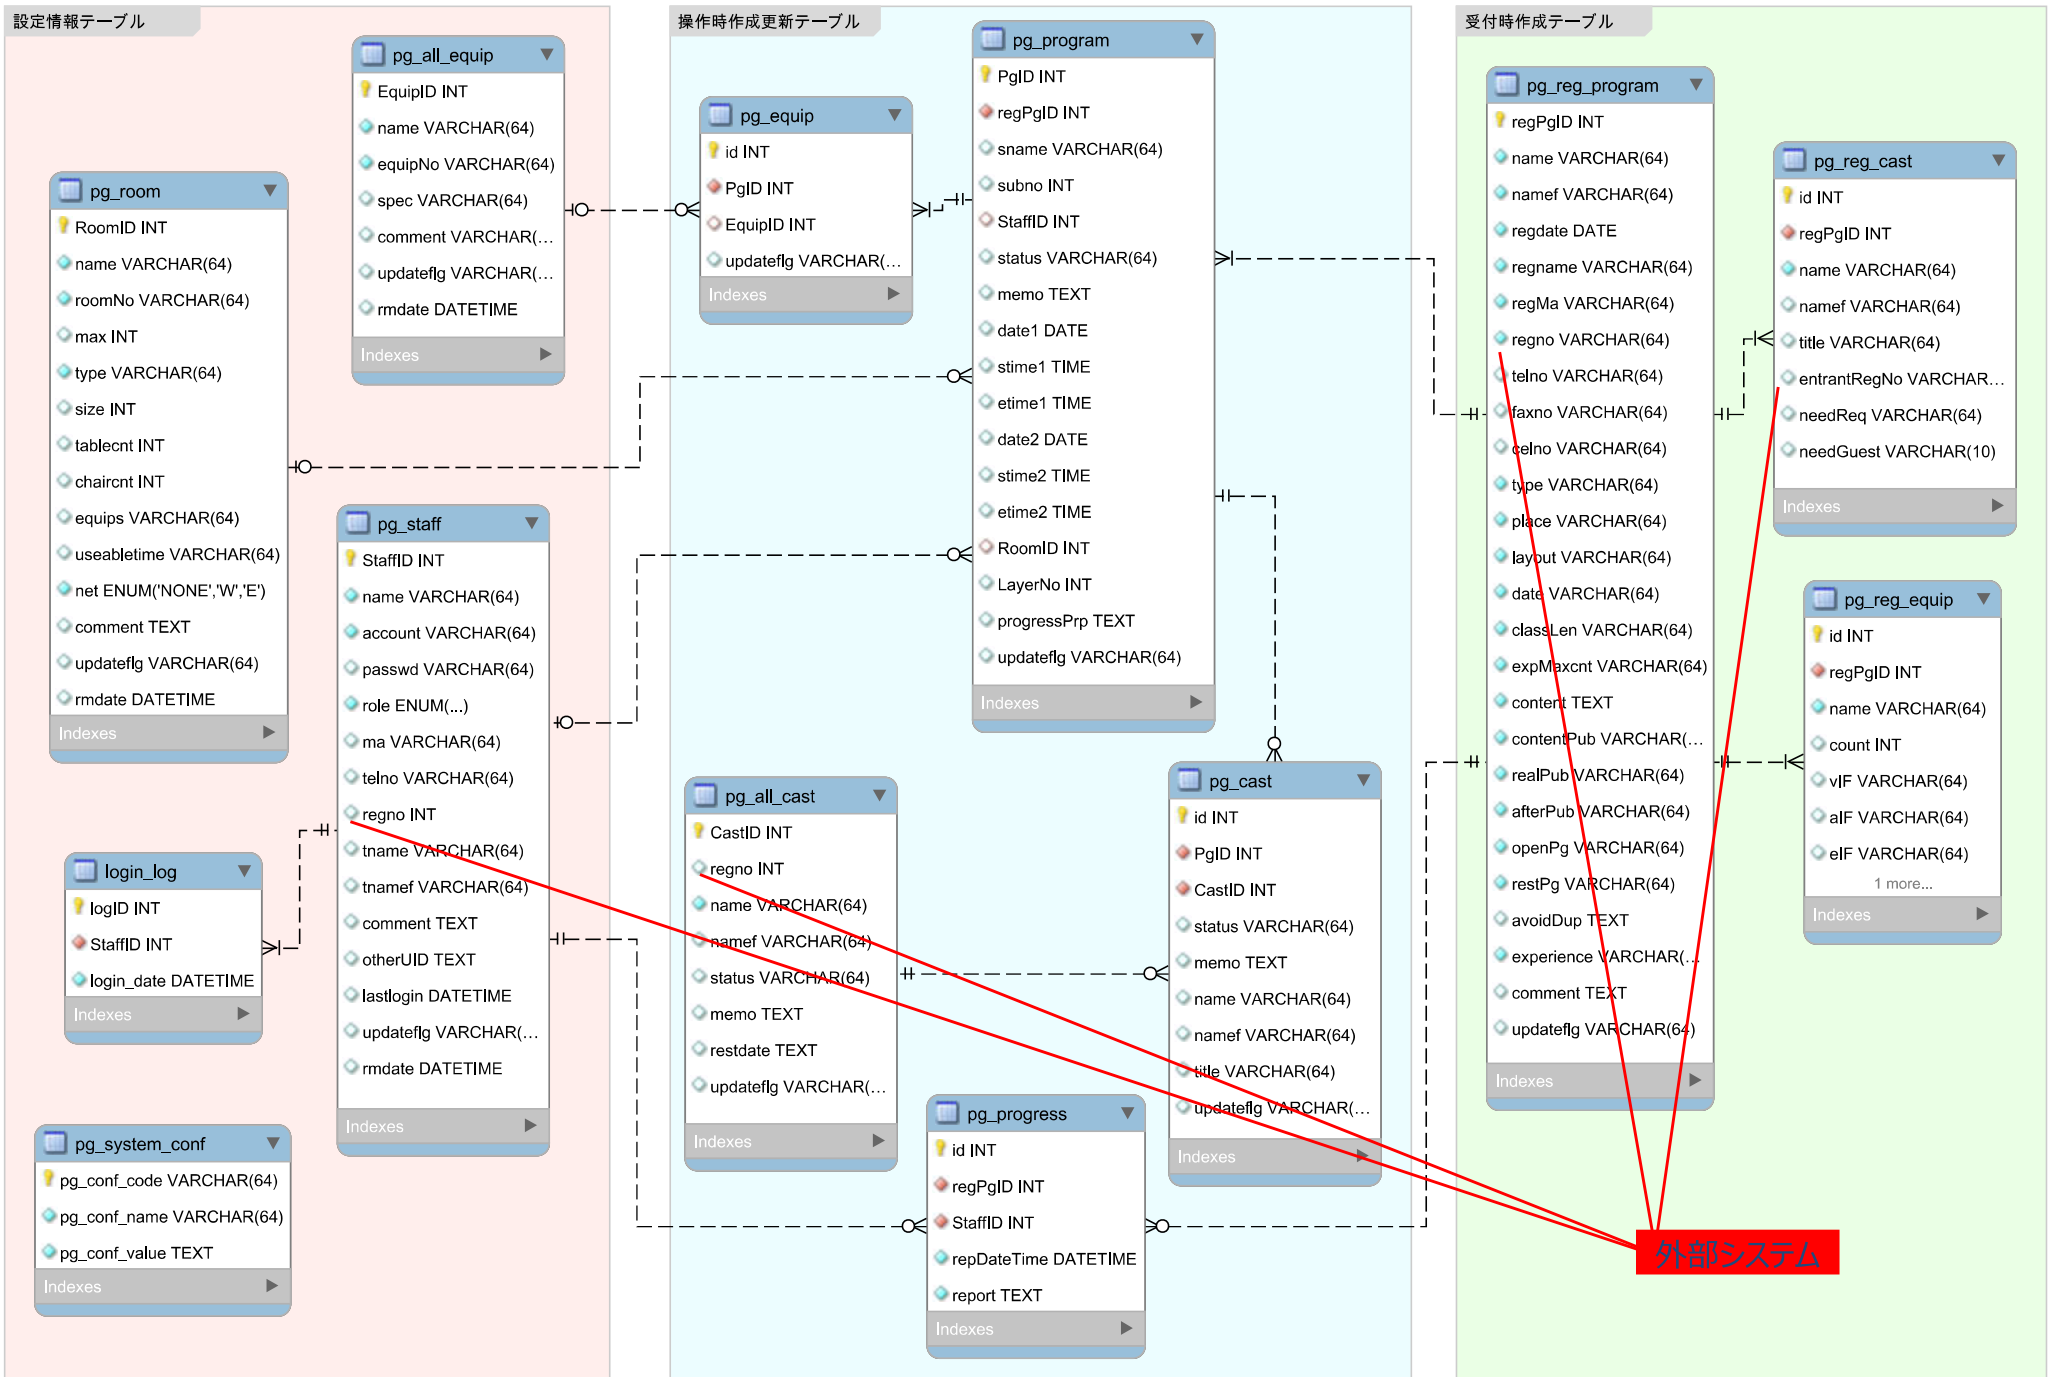 設定情報テーブル
pg_all_equip
EquipID INT
name VARCHAR(64)
equipNo VARCHAR(64)
spec VARCHAR(64)
comment VARCHAR(...
updateflg VARCHAR(...
rmdate DATETIME
Indexes
pg_room
RoomID INT
name VARCHAR(64)
roomNo VARCHAR(64)
max INT
type VARCHAR(64)
size INT
tablecnt INT
chaircnt INT
equips VARCHAR(64)
useabletime VARCHAR(64)
net ENUM('NONE','W','E')
comment TEXT
updateflg VARCHAR(64)
rmdate DATETIME
Indexes
pg_staff
StaffID INT
name VARCHAR(64)
account VARCHAR(64)
passwd VARCHAR(64)
role ENUM(...)
ma VARCHAR(64)
telno VARCHAR(64)
regno INT
tname VARCHAR(64)
tnamef VARCHAR(64)
comment TEXT
otherUID TEXT
lastlogin DATETIME
updateflg VARCHAR(...
rmdate DATETIME
Indexes
login_log
logID INT
StaffID INT
login_date DATETIME
Indexes
pg_system_conf
pg_conf_code VARCHAR(64)
pg_conf_name VARCHAR(64)
pg_conf_value TEXT
Indexes
操作時作成更新テーブル
pg_equip
id INT
PgID INT
EquipID INT
updateflg VARCHAR(...
Indexes
pg_program
PgID INT
regPgID INT
sname VARCHAR(64)
subno INT
StaffID INT
status VARCHAR(64)
memo TEXT
date1 DATE
stime1 TIME
etime1 TIME
date2 DATE
stime2 TIME
etime2 TIME
RoomID INT
LayerNo INT
progressPrp TEXT
updateflg VARCHAR(64)
Indexes
pg_all_cast
CastID INT
regno INT
name VARCHAR(64)
namef VARCHAR(64)
status VARCHAR(64)
memo TEXT
restdate TEXT
updateflg VARCHAR(...
Indexes
pg_cast
id INT
PgID INT
CastID INT
status VARCHAR(64)
memo TEXT
name VARCHAR(64)
namef VARCHAR(64)
title VARCHAR(64)
updateflg VARCHAR(...
Indexes
pg_progress
id INT
regPgID INT
StaffID INT
repDateTime DATETIME
report TEXT
Indexes
受付時作成テーブル
pg_reg_program
regPgID INT
name VARCHAR(64)
namef VARCHAR(64)
regdate DATE
regname VARCHAR(64)
regMa VARCHAR(64)
regno VARCHAR(64)
telno VARCHAR(64)
faxno VARCHAR(64)
celno VARCHAR(64)
type VARCHAR(64)
place VARCHAR(64)
layout VARCHAR(64)
date VARCHAR(64)
classLen VARCHAR(64)
expMaxcnt VARCHAR(64)
content TEXT
contentPub VARCHAR(...
realPub VARCHAR(64)
afterPub VARCHAR(64)
openPg VARCHAR(64)
restPg VARCHAR(64)
avoidDup TEXT
experience VARCHAR(...
comment TEXT
updateflg VARCHAR(64)
Indexes
pg_reg_cast
id INT
regPgID INT
name VARCHAR(64)
namef VARCHAR(64)
title VARCHAR(64)
entrantRegNo VARCHAR...
needReq VARCHAR(64)
needGuest VARCHAR(10)
Indexes
pg_reg_equip
id INT
regPgID INT
name VARCHAR(64)
count INT
vIF VARCHAR(64)
aIF VARCHAR(64)
eIF VARCHAR(64)
1 more...
Indexes
外部システム